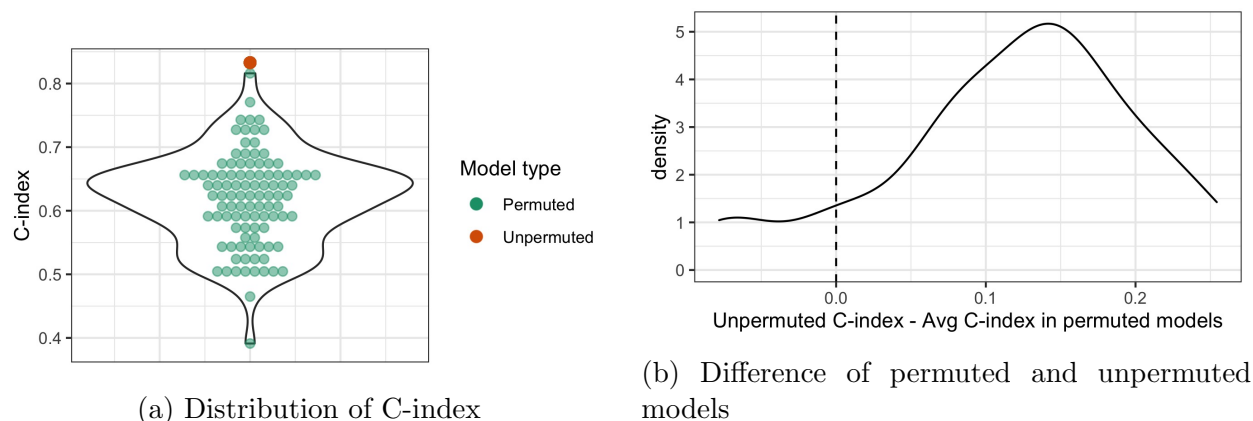 C-index
0.8
0.7
0.6
0.5
0.4
Model type
Permuted
Unpermuted
(a) Distribution of C-index
density
5
4
3
2
1
0
0.0 0.1 0.2
Unpermuted C-index - Avg C-index in permuted models
(b) Difference of permuted and unpermuted
models